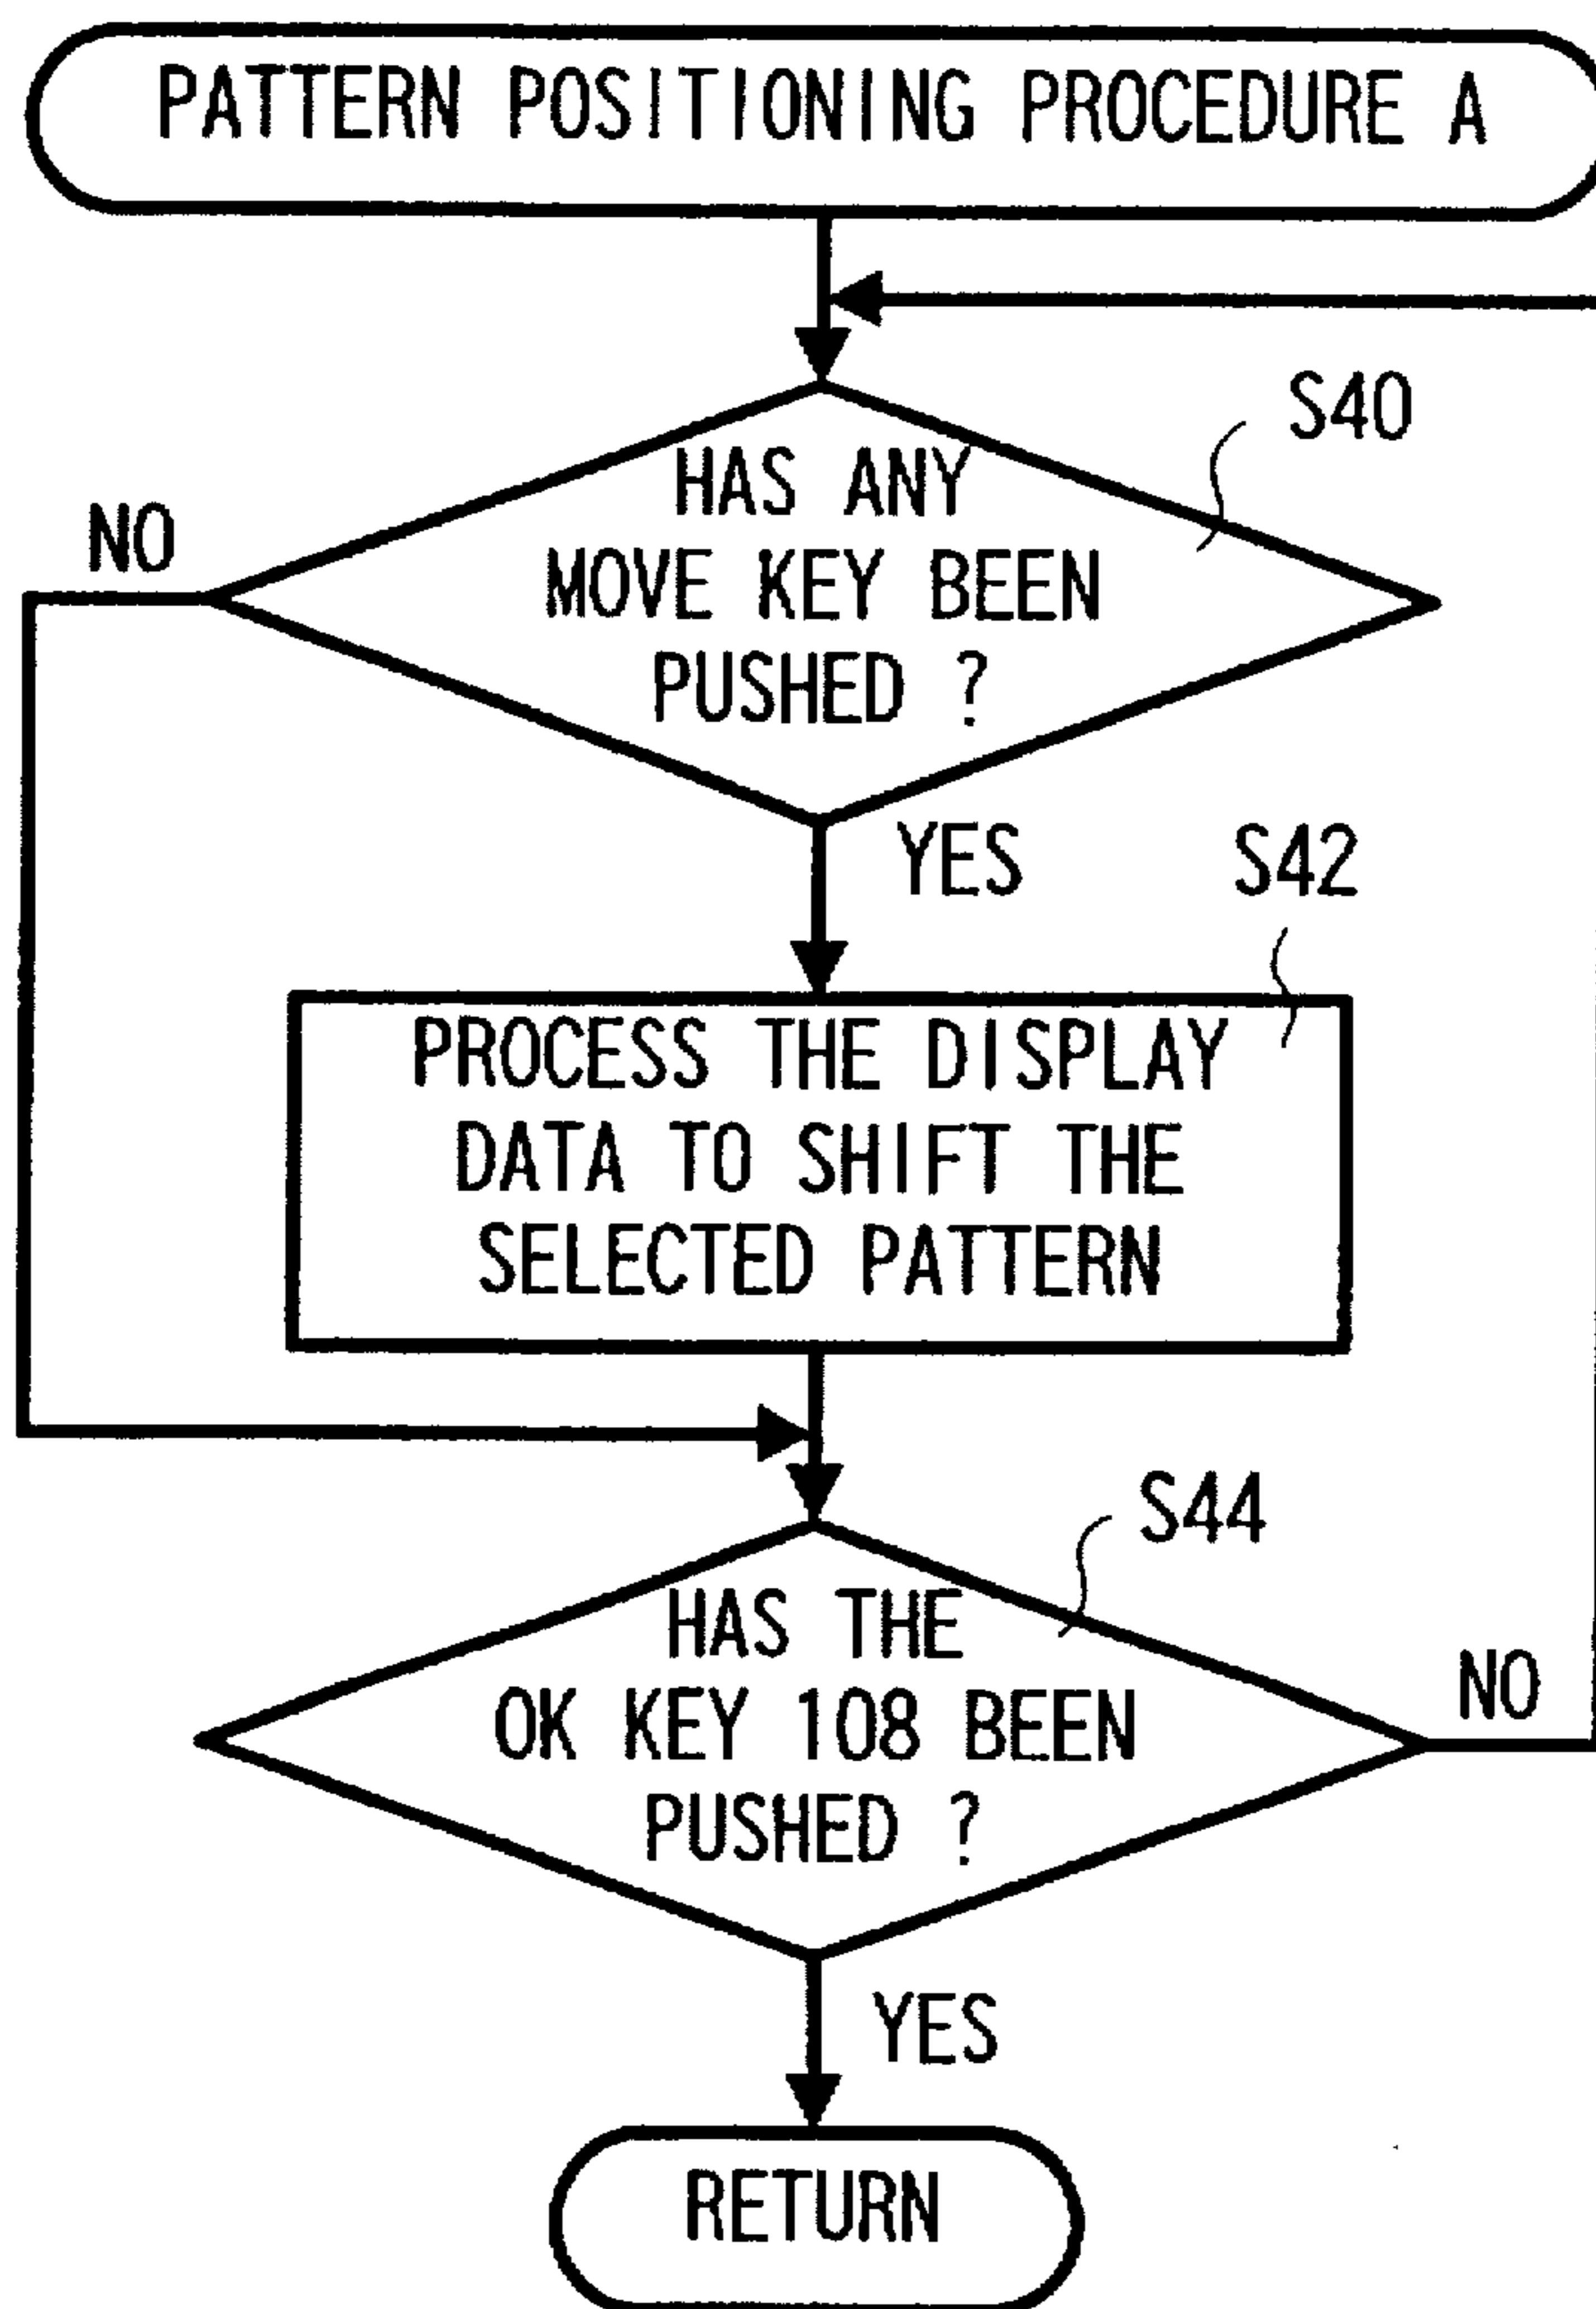 PATTERN POSITIONING PROCEDURE A
S40
HAS ANY
MOVE KEY BEEN
PUSHED ?
NO
YES
S42
PROCESS THE DISPLAY
DATA TO SHIFT THE
SELECTED PATTERN
S44
HAS THE
OK KEY 108 BEEN
PUSHED ?
NO
YES
RETURN